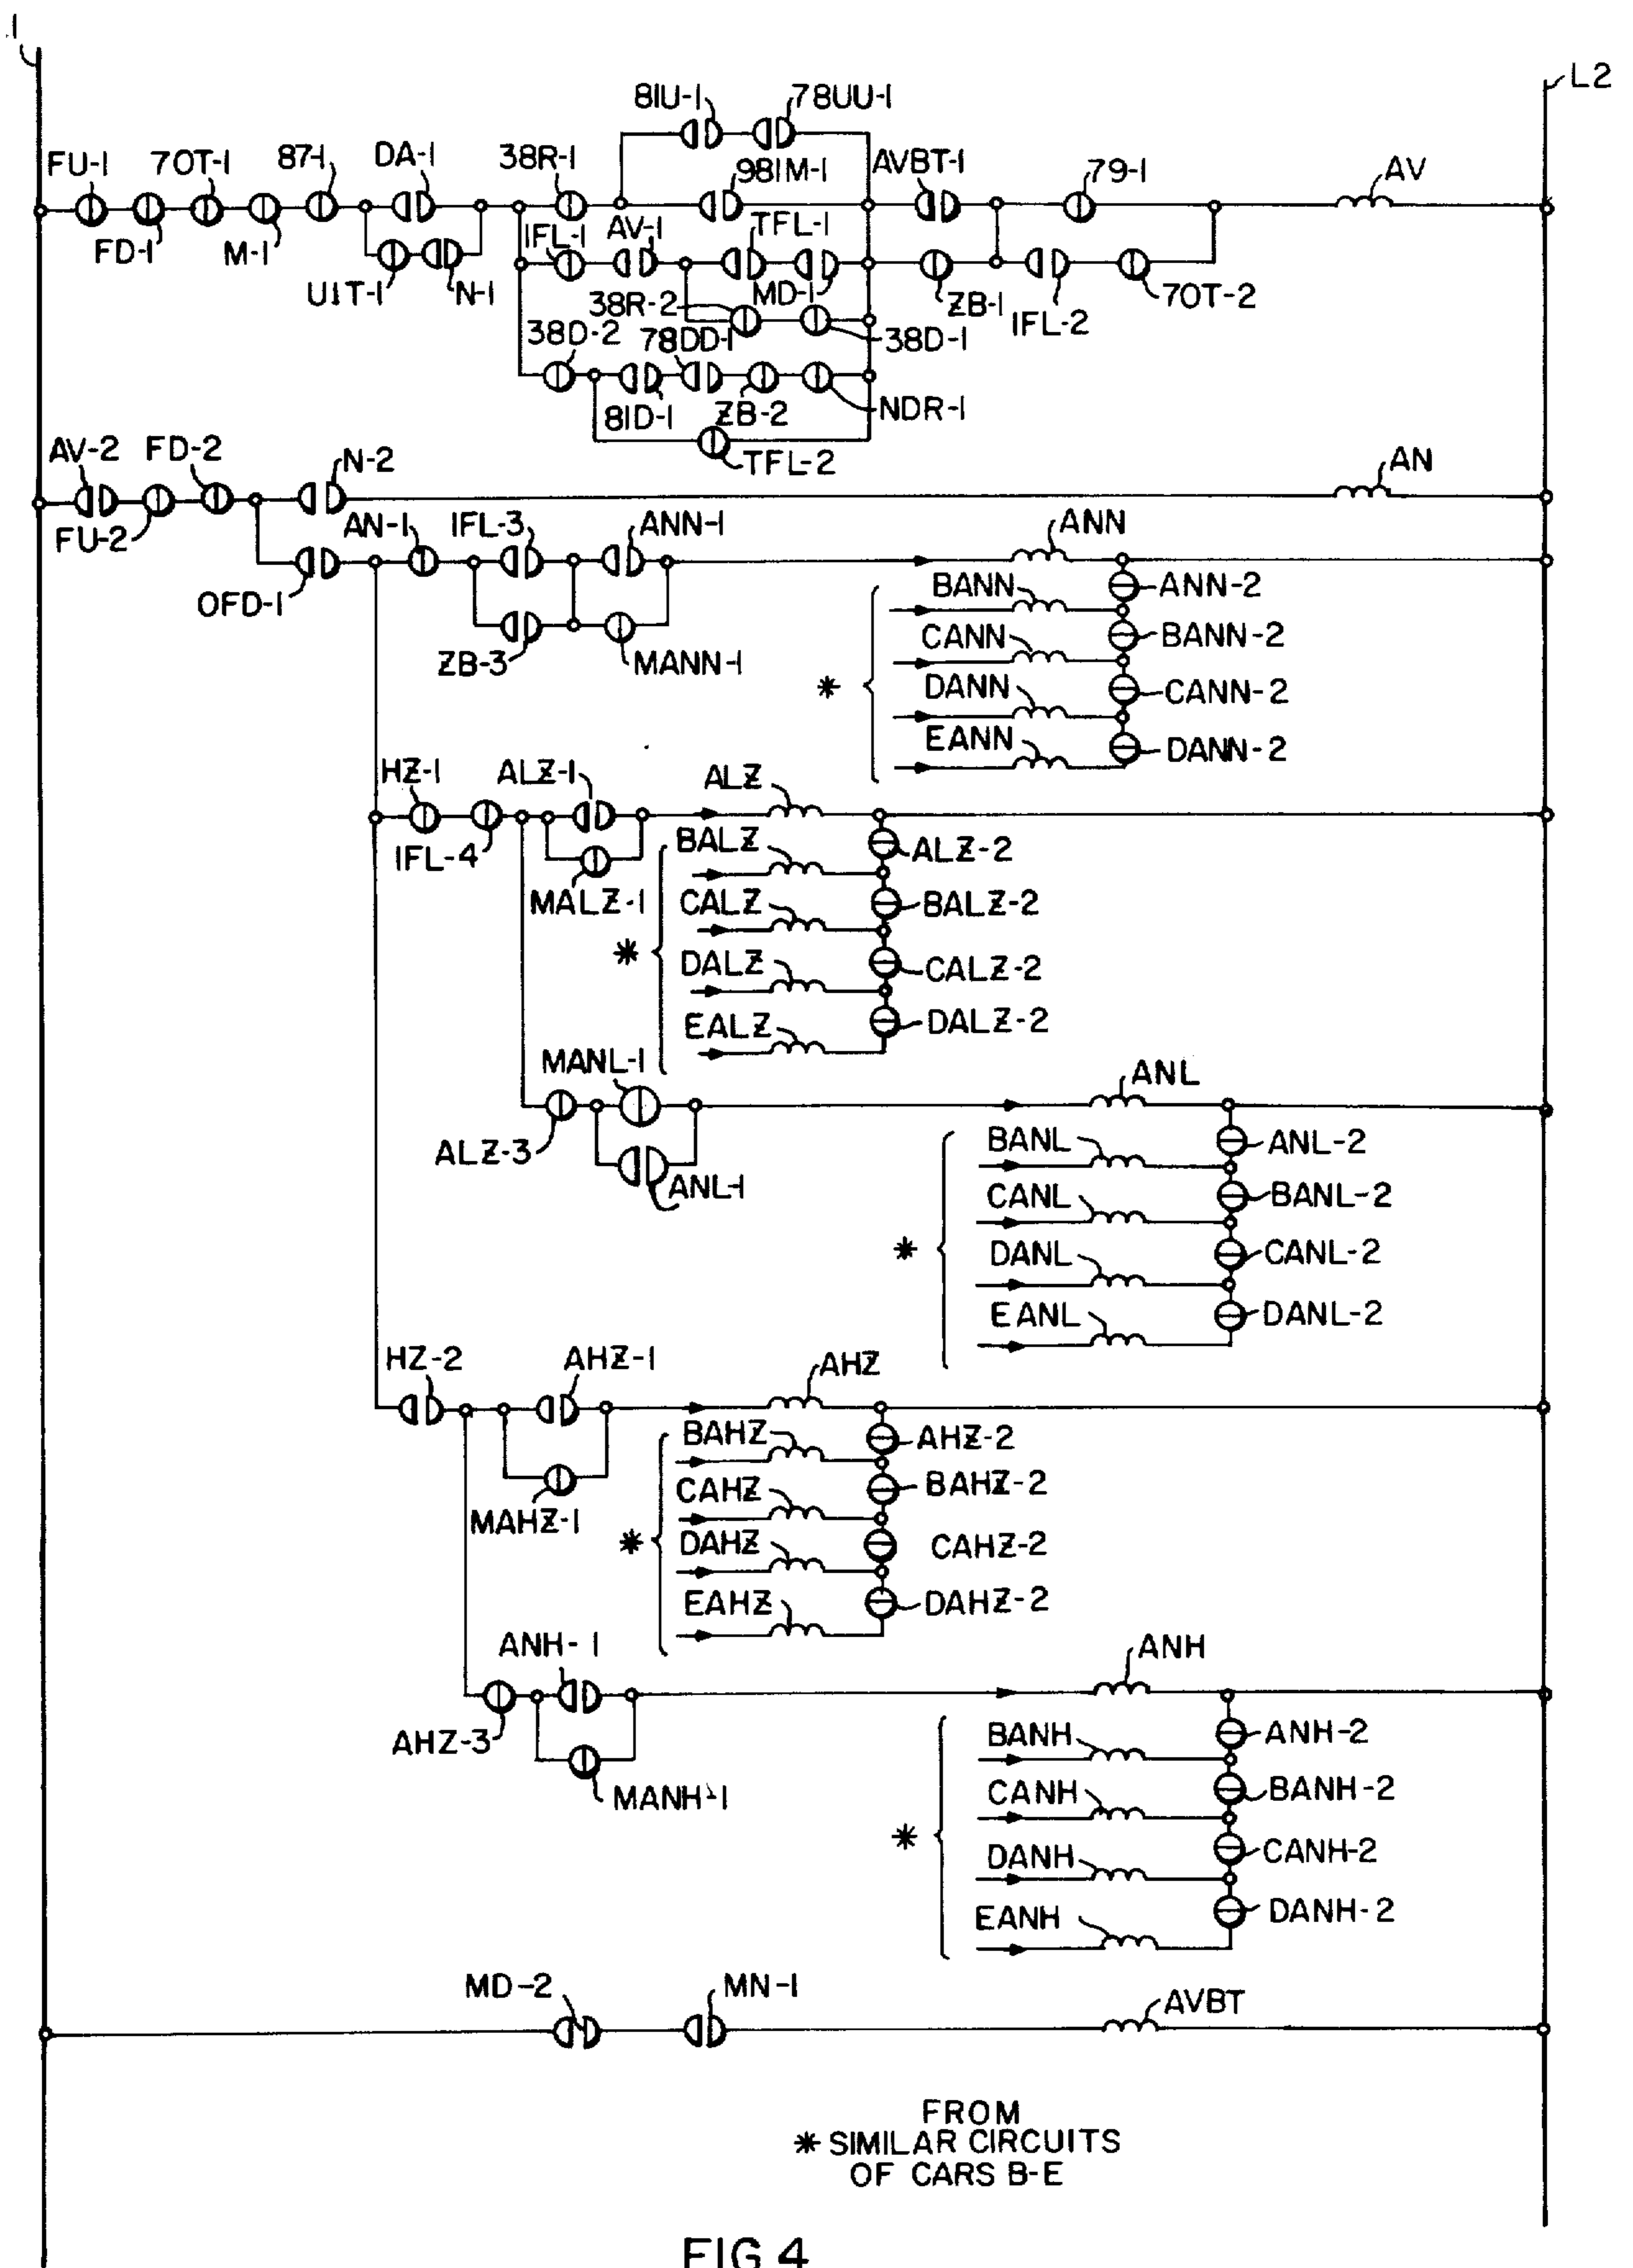 1
L2
81U-1 78UU-1
FU-1 70T-1 87-1 DA-1 38R-1 981M-1 AVBT-1 79-1 AV
FD-1 M-1 U1T-1 N-1 IFL-1 AV-1 TFL-1 MD-1 ZB-1 IFL-2 70T-2
38R-2 38D-1
38D-2 78DD-1
81D-1 ZB-2 NDR-1
TFL-2
AV-2 FD-2 N-2 AN
FU-2 AN-1 IFL-3 ANN-1 ANN
OFD-1 ZB-3 MANN-1
BANN ANN-2
CANN BANN-2
* DANN CANN-2
EANN DANN-2
HZ-1 ALZ-1 ALZ
IFL-4 MALZ-1
BALZ ALZ-2
CALZ BALZ-2
* DALZ CALZ-2
EALZ DALZ-2
MANL-1 ANL
ALZ-3 ANL-1
BANL ANL-2
CANL BANL-2
* DANL CANL-2
EANL DANL-2
HZ-2 AHZ-1 AHZ
MAHZ-1
BAHZ AHZ-2
CAHZ BAHZ-2
* DAHZ CAHZ-2
EAHZ DAHZ-2
ANH-1 ANH
AHZ-3 MANH-1
BANH ANH-2
CANH BANH-2
* DANH CANH-2
EANH DANH-2
MD-2 MN-1 AVBT
FROM
* SIMILAR CIRCUITS
OF CARS B-E
FIG 4